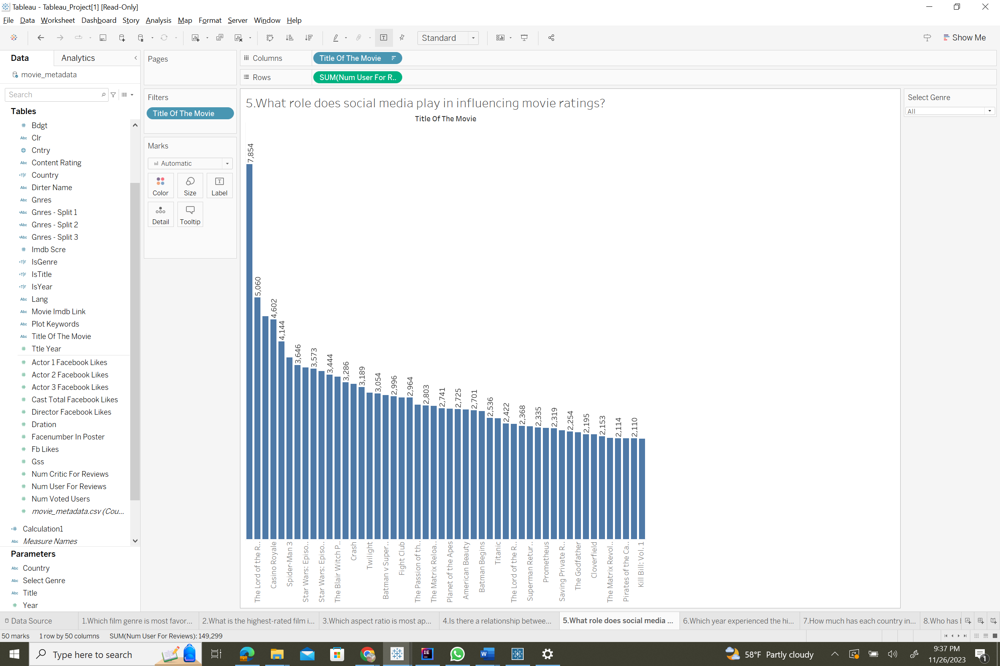 Tableau - Tableau_Project[1] [Read-Only]
File Data Worksheet Dashboard Story Analysis Map Format Server Window Help
Standard
Show Me
Data
Analytics
movie_metadata
Search
Tables
# Bdgt
Abc Clr
Cntry
Abc Content Rating
=T|F Country
Abc Dirter Name
Abc Gnres
=Abc Gnres - Split 1
=Abc Gnres - Split 2
=Abc Gnres - Split 3
# Imdb Scre
=T|F IsGenre
=T|F IsTitle
=T|F IsYear
Abc Lang
Abc Movie Imdb Link
Abc Plot Keywords
Abc Title Of The Movie
# Ttle Year
# Actor 1 Facebook Likes
# Actor 2 Facebook Likes
# Actor 3 Facebook Likes
# Cast Total Facebook Likes
# Director Facebook Likes
# Dration
# Facenumber In Poster
# Fb Likes
# Gss
# Num Critic For Reviews
# Num User For Reviews
# Num Voted Users
# movie_metadata.csv (Cou...
=# Calculation1
Abc Measure Names
Parameters
Abc Country
Abc Select Genre
Abc Title
# Year
Pages
Filters
Title Of The Movie
Marks
Automatic
Color
Size
Label
Detail
Tooltip
Columns
Title Of The Movie
Rows
SUM(Num User For R..
5.What role does social media play in influencing movie ratings?
Title Of The Movie
7,854
5,060
4,602
4,144
3,646
3,573
3,444
3,286
3,189
3,054
2,996
2,964
2,803
2,741
2,725
2,701
2,536
2,422
2,368
2,335
2,319
2,254
2,195
2,153
2,114
2,110
The Lord of the R..
Casino Royale
Spider-Man 3
Star Wars: Episo..
Star Wars: Episo..
The Blair Witch P..
Crash
Twilight
Batman v Super..
Fight Club
The Passion of th..
The Matrix Reloa..
Planet of the Apes
American Beauty
Batman Begins
Titanic
The Lord of the R..
Superman Retur..
Prometheus
Saving Private R..
The Godfather
Cloverfield
The Matrix Revol..
Pirates of the Ca..
Kill Bill: Vol. 1
Select Genre
All
Data Source
1.Which film genre is most favor...
2.What is the highest-rated film i...
3.Which aspect ratio is most ap...
4.Is there a relationship betwee...
5.What role does social media ...
6.Which year experienced the hi...
7.How much has each country in...
8.Who has
50 marks
1 row by 50 columns
SUM(Num User For Reviews): 149,299
Type here to search
58°F Partly cloudy
9:37 PM
11/26/2023
1